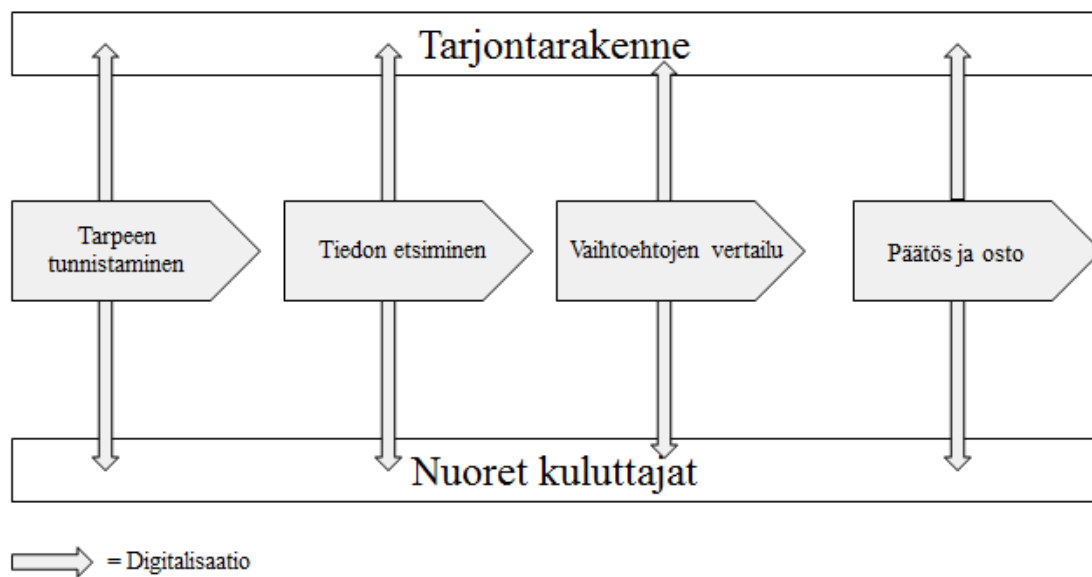 Tarjontarakenne
Tarpeen
tunnistaminen
Tiedon etsiminen
Vaihtoehtojen vertailu
Päätös ja osto
Nuoret kuluttajat
= Digitalisaatio